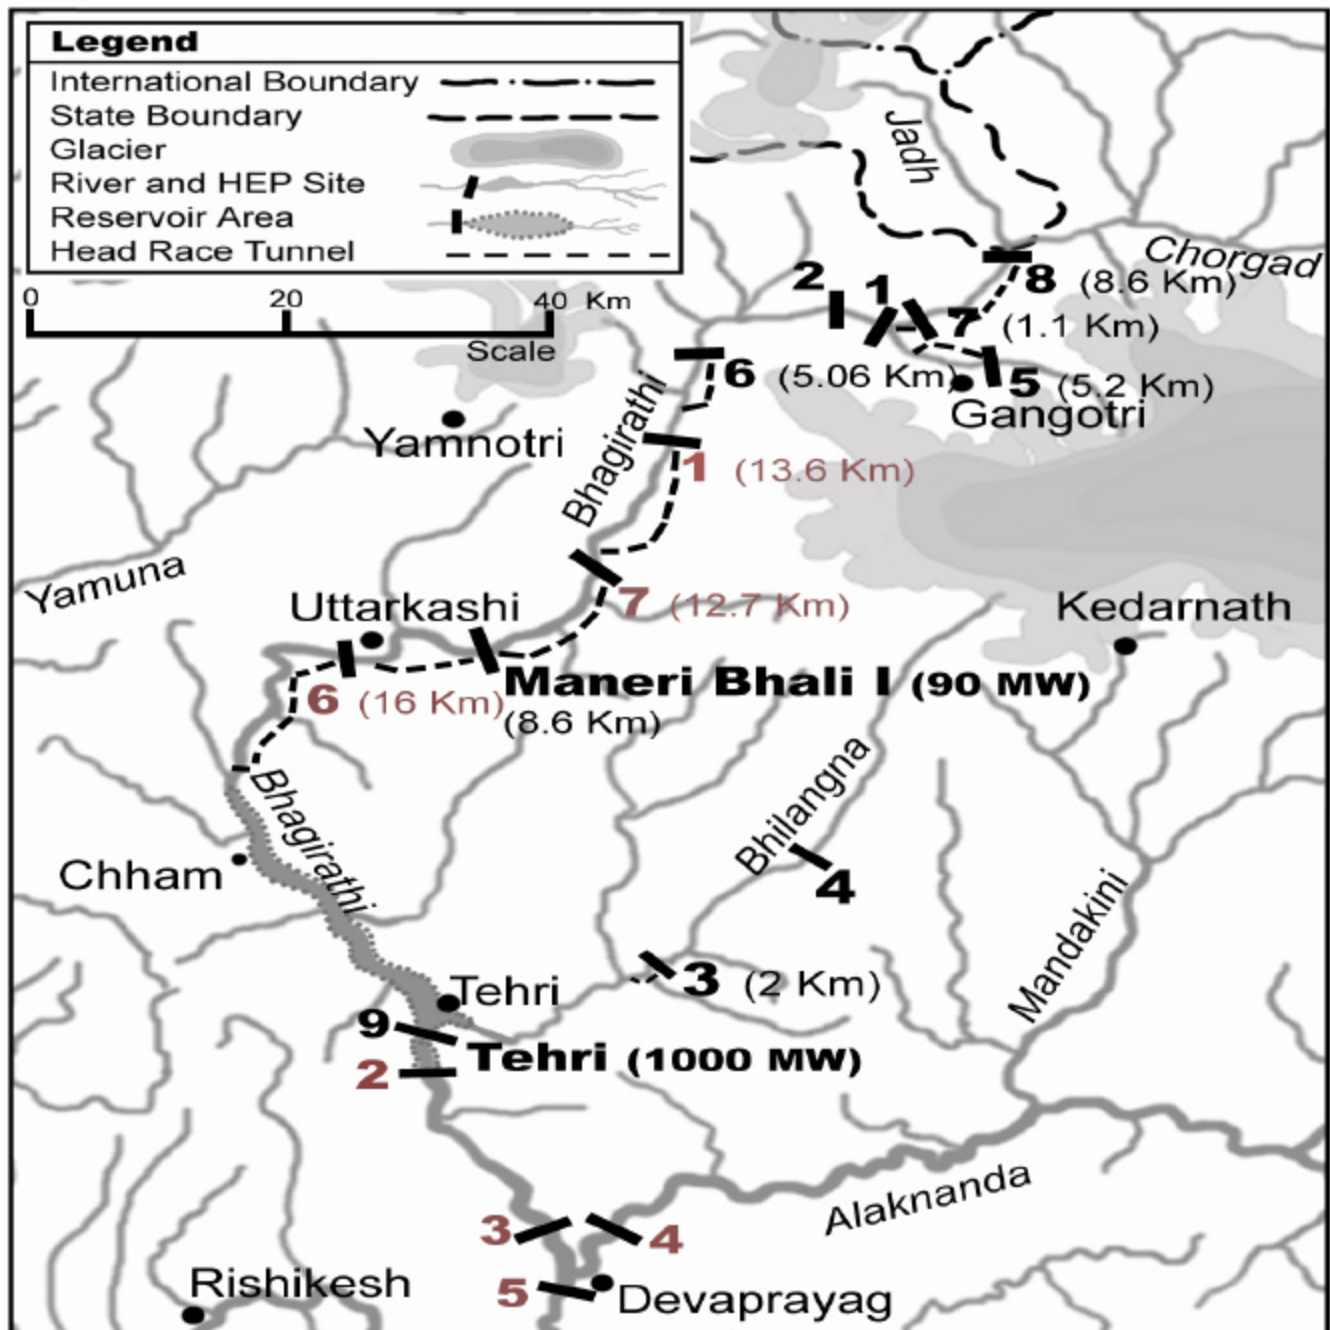 Legend
International Boundary
State Boundary
Glacier
River and HEP Site
Reservoir Area
Head Race Tunnel
0 20 40 Km
Scale
Jadh
Chorgad
8 (8.6 Km)
2 1
7 (1.1 Km)
6 (5.06 Km)
5 (5.2 Km)
Gangotri
Yamnotri
Bhagirathi
1 (13.6 Km)
Yamuna
Uttarkashi
7 (12.7 Km)
Kedarnath
Maneri Bhali I (90 MW)
6 (16 Km)
(8.6 Km)
Bhagirathi
Bhilangna
Chham
4
Mandakini
3 (2 Km)
Tehri
9
Tehri (1000 MW)
2
Alaknanda
3
4
Rishikesh
5
Devaprayag